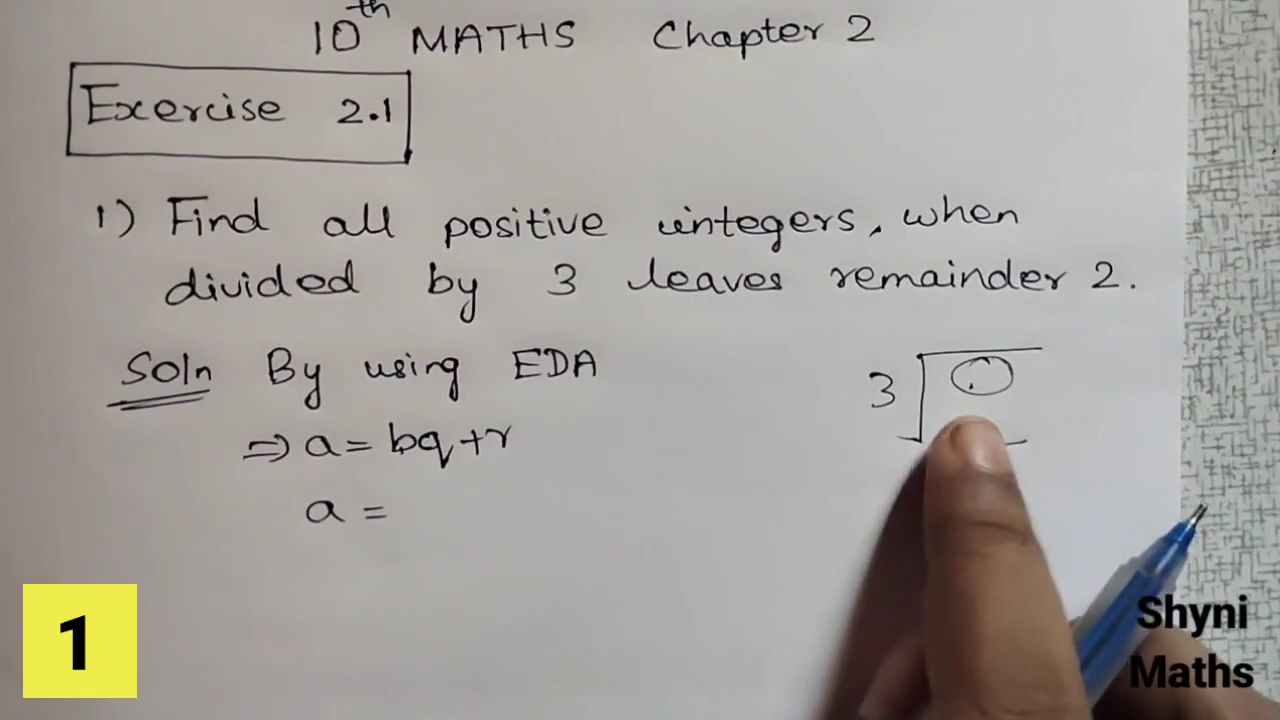 10th MATHS Chapter 2
Exercise 2.1
1) Find all positive integers, when
divided by 3 leaves remainder 2.
Soln By using EDA
⇒ a = bq+r
a =
3
1
Shyni
Maths